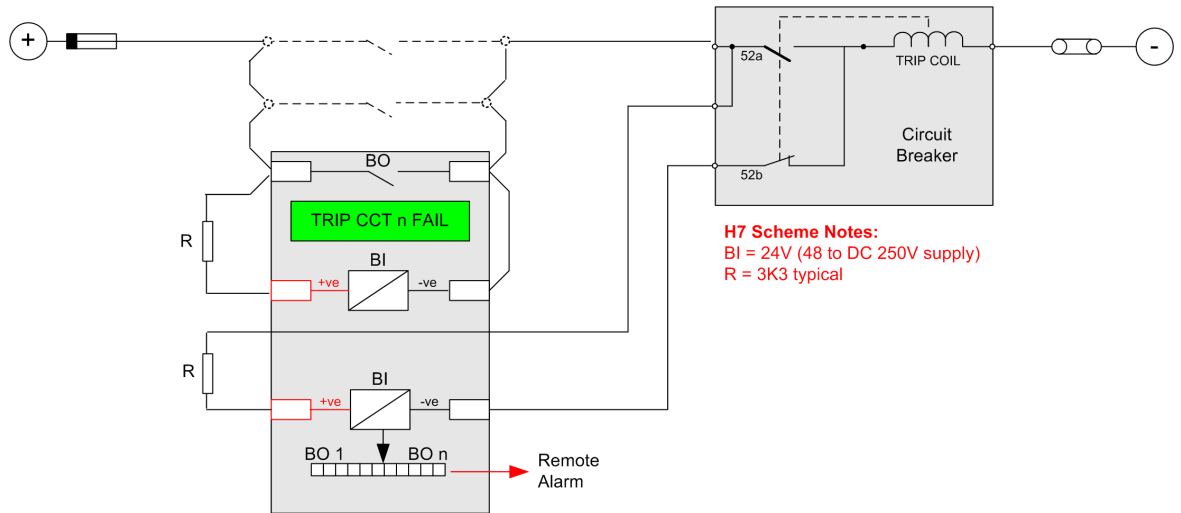 +
-
52a
TRIP COIL
Circuit
Breaker
52b
BO
TRIP CCT n FAIL
R
BI
+ve
-ve
H7 Scheme Notes:
BI = 24V (48 to DC 250V supply)
R = 3K3 typical
R
BI
+ve
-ve
BO 1
BO n
Remote
Alarm